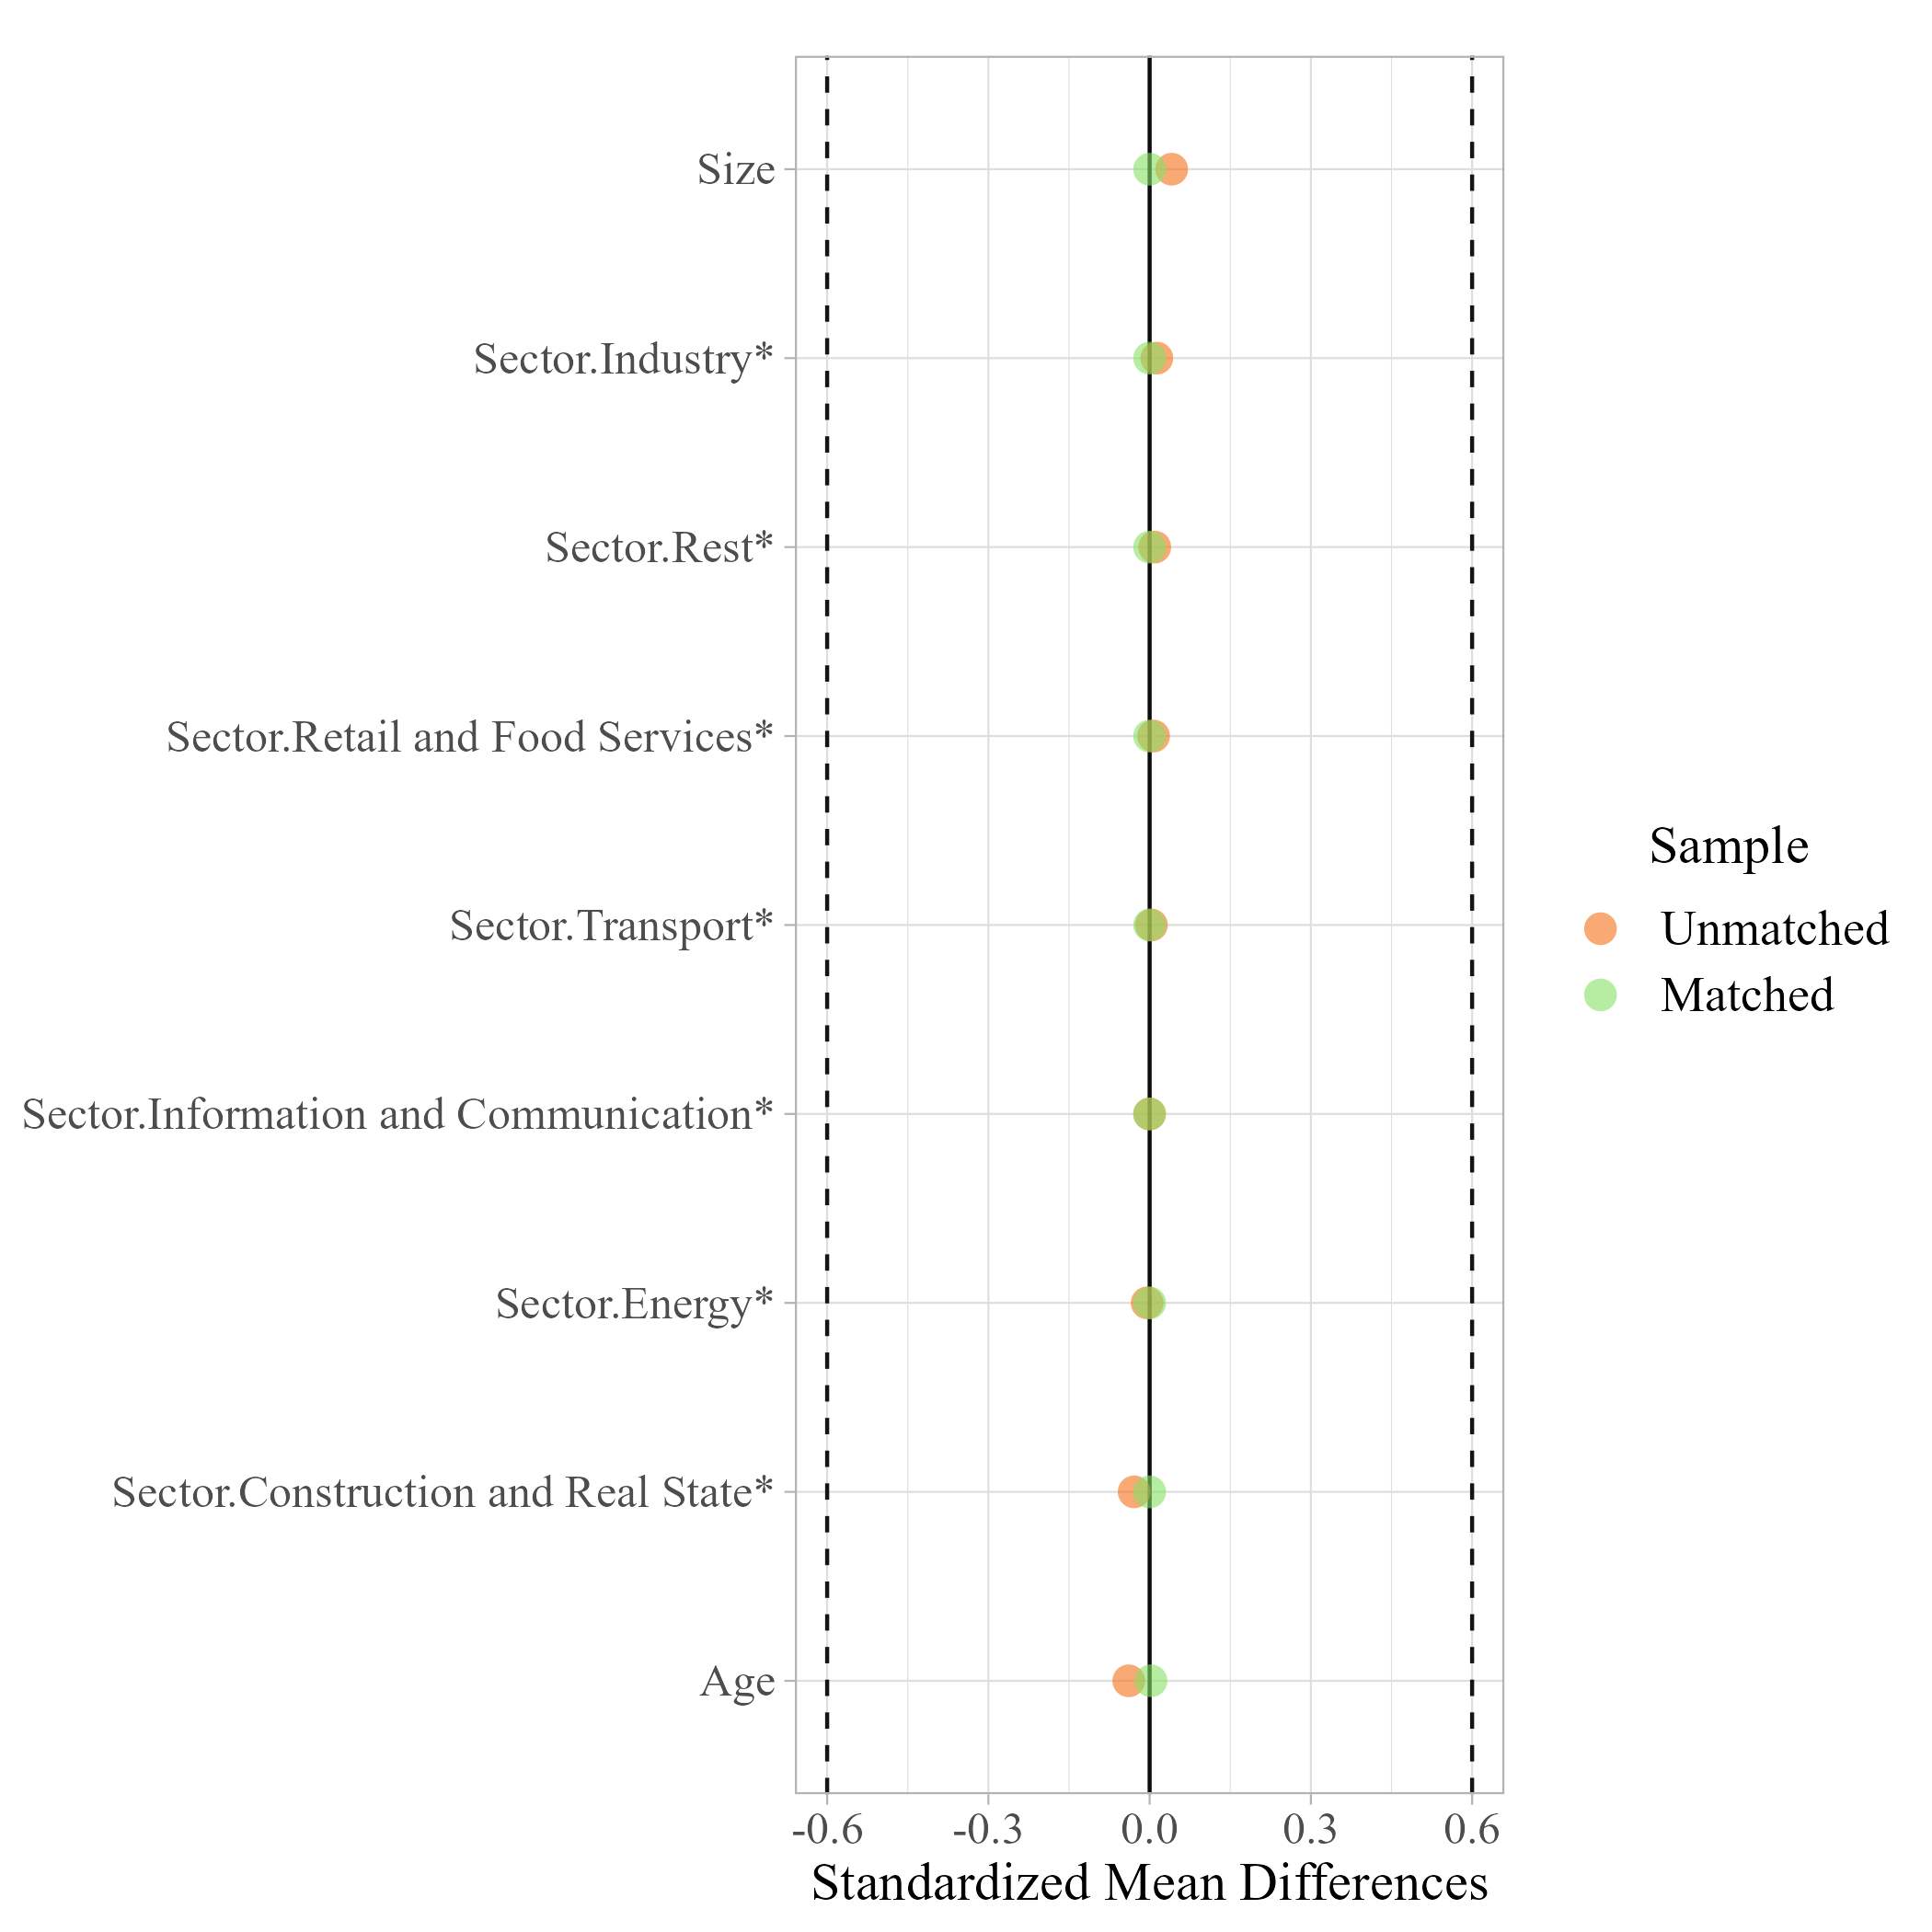 Size
Sector.Industry*
Sector.Rest*
Sector.Retail and Food Services*
Sector.Transport*
Sector.Information and Communication*
Sector.Energy*
Sector.Construction and Real State*
Age
-0.6 -0.3 0.0 0.3 0.6
Standardized Mean Differences
Sample
Unmatched
Matched